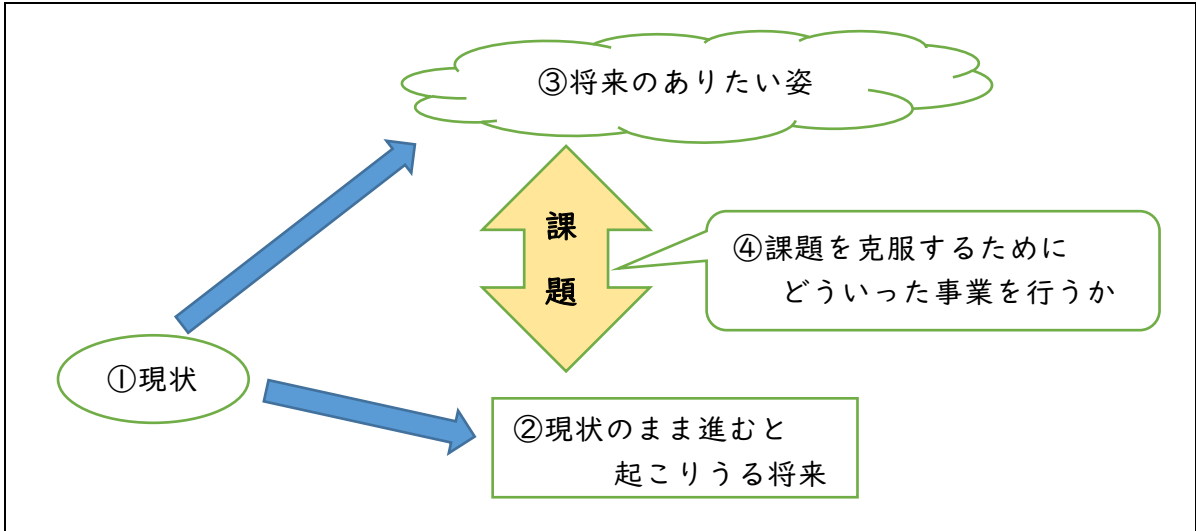 ③将来のありたい姿
課
題
④課題を克服するために
どういった事業を行うか
①現状
②現状のまま進むと
起こりうる将来